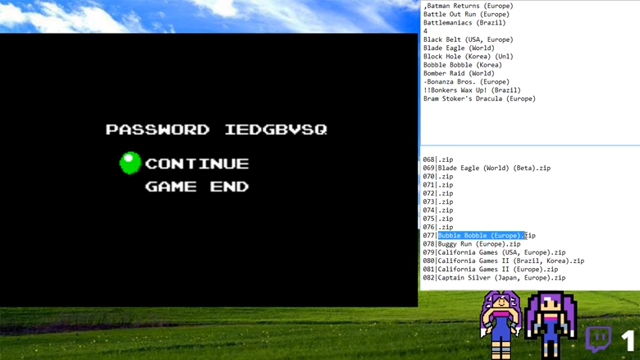 PASSWORD IEDGBVSQ
CONTINUE
GAME END
,Batman Returns (Europe)
Battle Out Run (Europe)
Battlemaniacs (Brazil)
4
Black Belt (USA, Europe)
Blade Eagle (World)
Block Hole (Korea) (Unl)
Bobble Bobble (Korea)
Bomber Raid (World)
-Bonanza Bros. (Europe)
!!Bonkers Wax Up! (Brazil)
Bram Stoker's Dracula (Europe)
068|.zip
069|Blade Eagle (World) (Beta).zip
070|.zip
071|.zip
072|.zip
073|.zip
074|.zip
075|.zip
076|.zip
077|Bubble Bobble (Europe).zip
078|Buggy Run (Europe).zip
079|California Games (USA, Europe).zip
080|California Games II (Brazil, Korea).zip
081|California Games II (Europe).zip
082|Captain Silver (Japan, Europe).zip
1